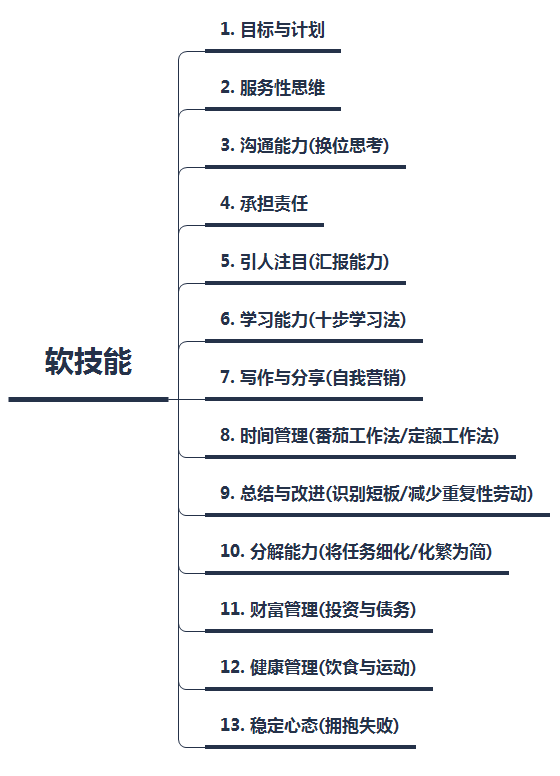 软技能
1. 目标与计划
2. 服务性思维
3. 沟通能力(换位思考)
4. 承担责任
5. 引人注目(汇报能力)
6. 学习能力(十步学习法)
7. 写作与分享(自我营销)
8. 时间管理(番茄工作法/定额工作法)
9. 总结与改进(识别短板/减少重复性劳动)
10. 分解能力(将任务细化/化繁为简)
11. 财富管理(投资与债务)
12. 健康管理(饮食与运动)
13. 稳定心态(拥抱失败)